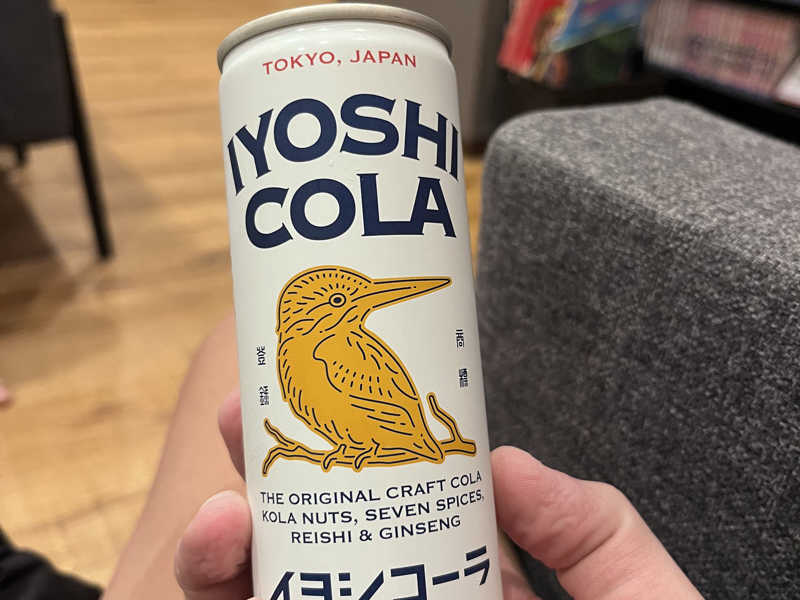 TOKYO, JAPAN
IYOSHI
COLA
THE ORIGINAL CRAFT COLA
KOLA NUTS, SEVEN SPICES,
REISHI & GINSENG
イヨシコーラ